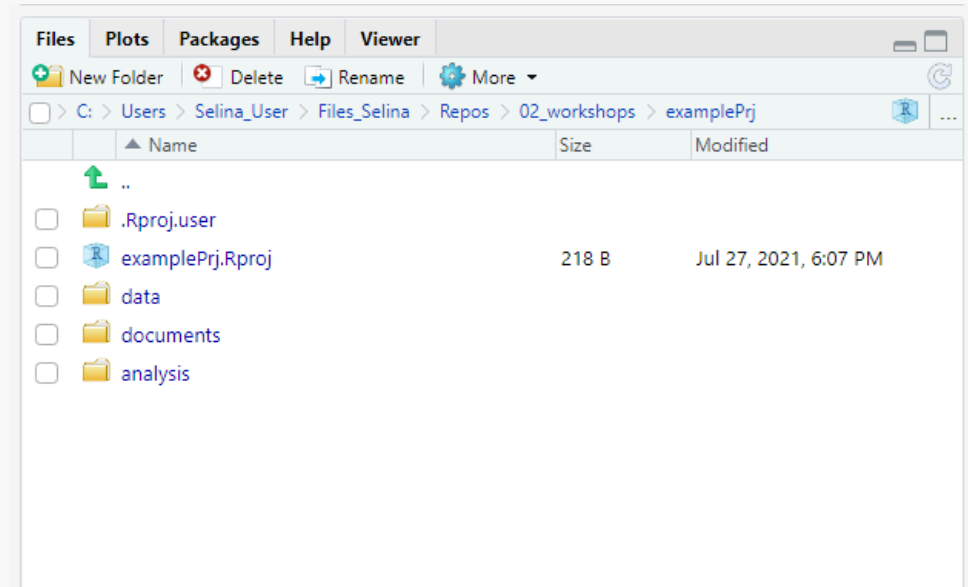 Files Plots Packages Help Viewer
New Folder Delete Rename More
C: > Users > Selina_User > Files_Selina > Repos > 02_workshops > examplePrj R ...
Name Size Modified
..
.Rproj.user
R examplePrj.Rproj 218 B Jul 27, 2021, 6:07 PM
data
documents
analysis